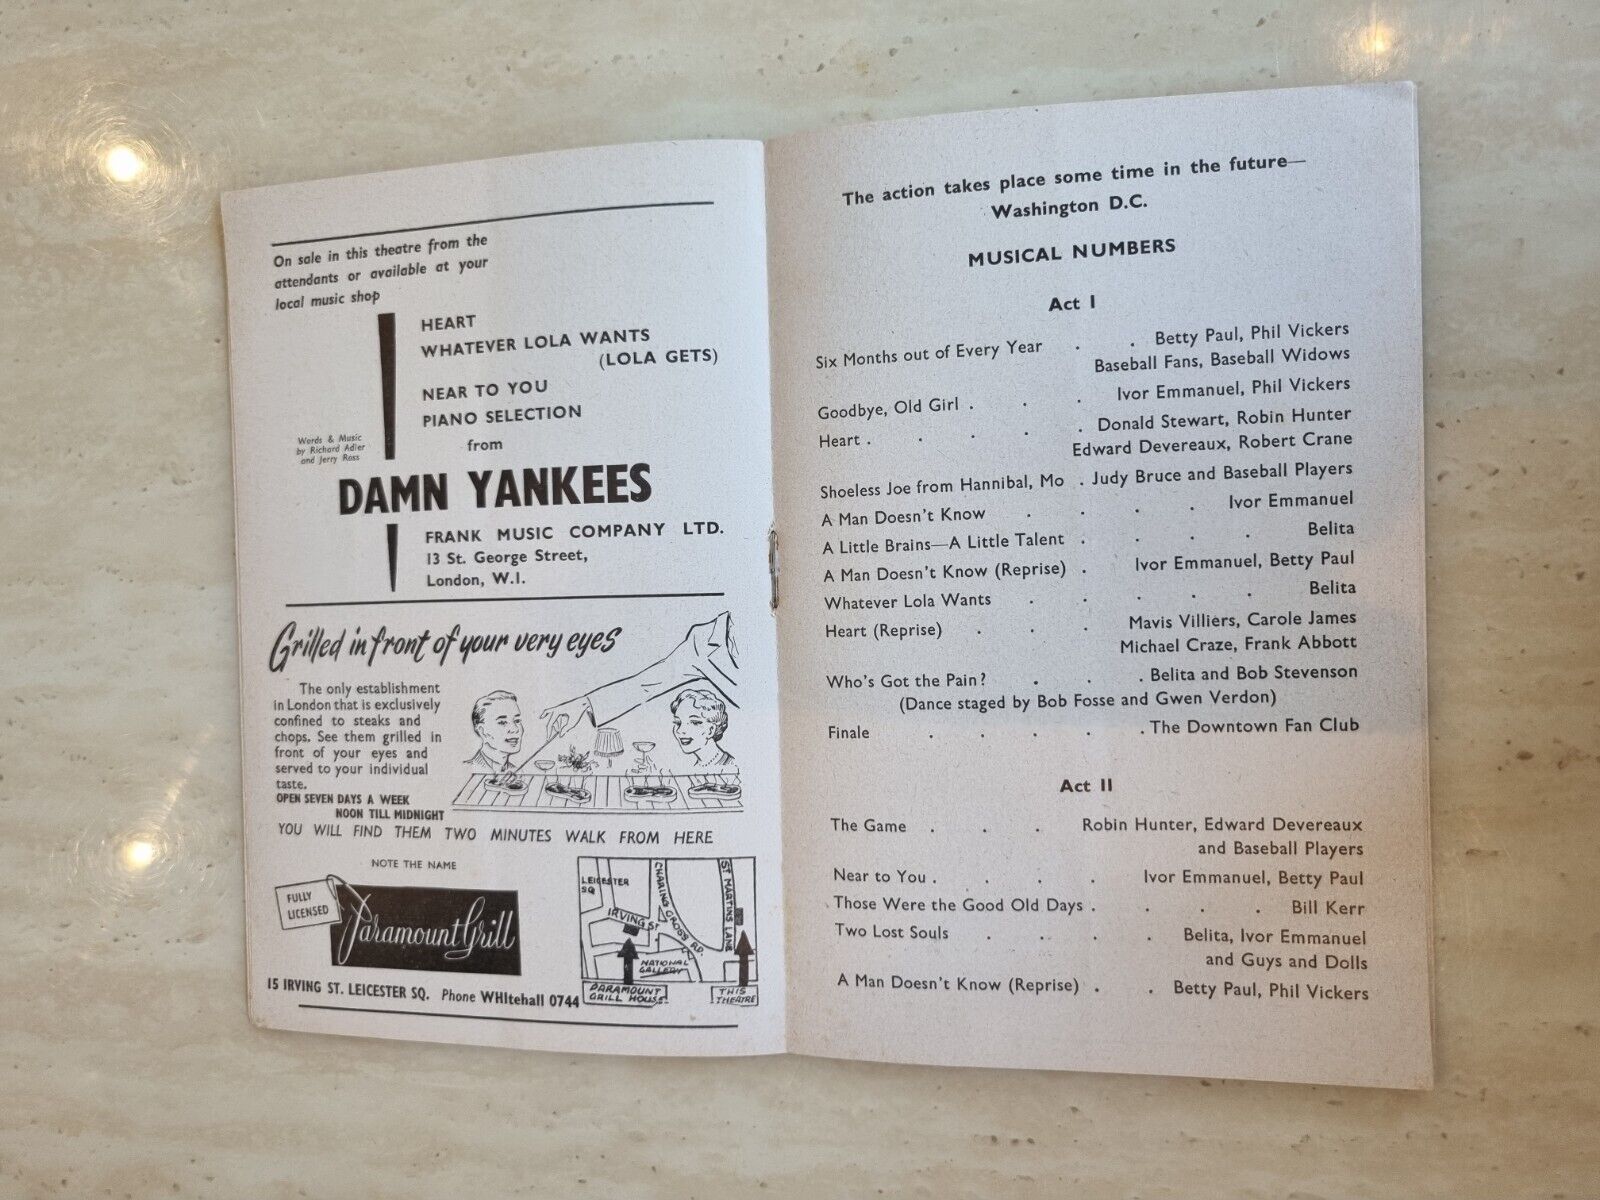 On sale in this theatre from the
attendants or available at your
local music shop
HEART
WHATEVER LOLA WANTS
(LOLA GETS)
NEAR TO YOU
PIANO SELECTION
from
Words & Music
by Richard Adler
and Jerry Ross
DAMN YANKEES
FRANK MUSIC COMPANY LTD.
13 St. George Street,
London, W.I.
Grilled in front of your very eyes
The only establishment
in London that is exclusively
confined to steaks and
chops. See them grilled in
front of your eyes and
served to your individual
taste.
OPEN SEVEN DAYS A WEEK
NOON TILL MIDNIGHT
YOU WILL FIND THEM TWO MINUTES WALK FROM HERE
NOTE THE NAME
FULLY
LICENSED
Paramount Grill
15 IRVING ST. LEICESTER SQ. Phone WHItehall 0744
LEICESTER
SQ
IRVING ST
CHARING CROSS RD.
ST MARTINS LANE
NATIONAL
GALLERY
PARAMOUNT
GRILL HOUSE
THIS
THEATRE
The action takes place some time in the future—
Washington D.C.
MUSICAL NUMBERS
Act I
Six Months out of Every Year . . Betty Paul, Phil Vickers
Baseball Fans, Baseball Widows
Goodbye, Old Girl . . . Ivor Emmanuel, Phil Vickers
Heart . . . . . Donald Stewart, Robin Hunter
Edward Devereaux, Robert Crane
Shoeless Joe from Hannibal, Mo . Judy Bruce and Baseball Players
A Man Doesn't Know . . . . Ivor Emmanuel
A Little Brains—A Little Talent . . . . Belita
A Man Doesn't Know (Reprise) . Ivor Emmanuel, Betty Paul
Whatever Lola Wants . . . . . Belita
Heart (Reprise) . . . Mavis Villiers, Carole James
Michael Craze, Frank Abbott
Who's Got the Pain? . . . Belita and Bob Stevenson
(Dance staged by Bob Fosse and Gwen Verdon)
Finale . . . . . The Downtown Fan Club
Act II
The Game . . . Robin Hunter, Edward Devereaux
and Baseball Players
Near to You . . . . Ivor Emmanuel, Betty Paul
Those Were the Good Old Days . . . . Bill Kerr
Two Lost Souls . . . . Belita, Ivor Emmanuel
and Guys and Dolls
A Man Doesn't Know (Reprise) . . Betty Paul, Phil Vickers